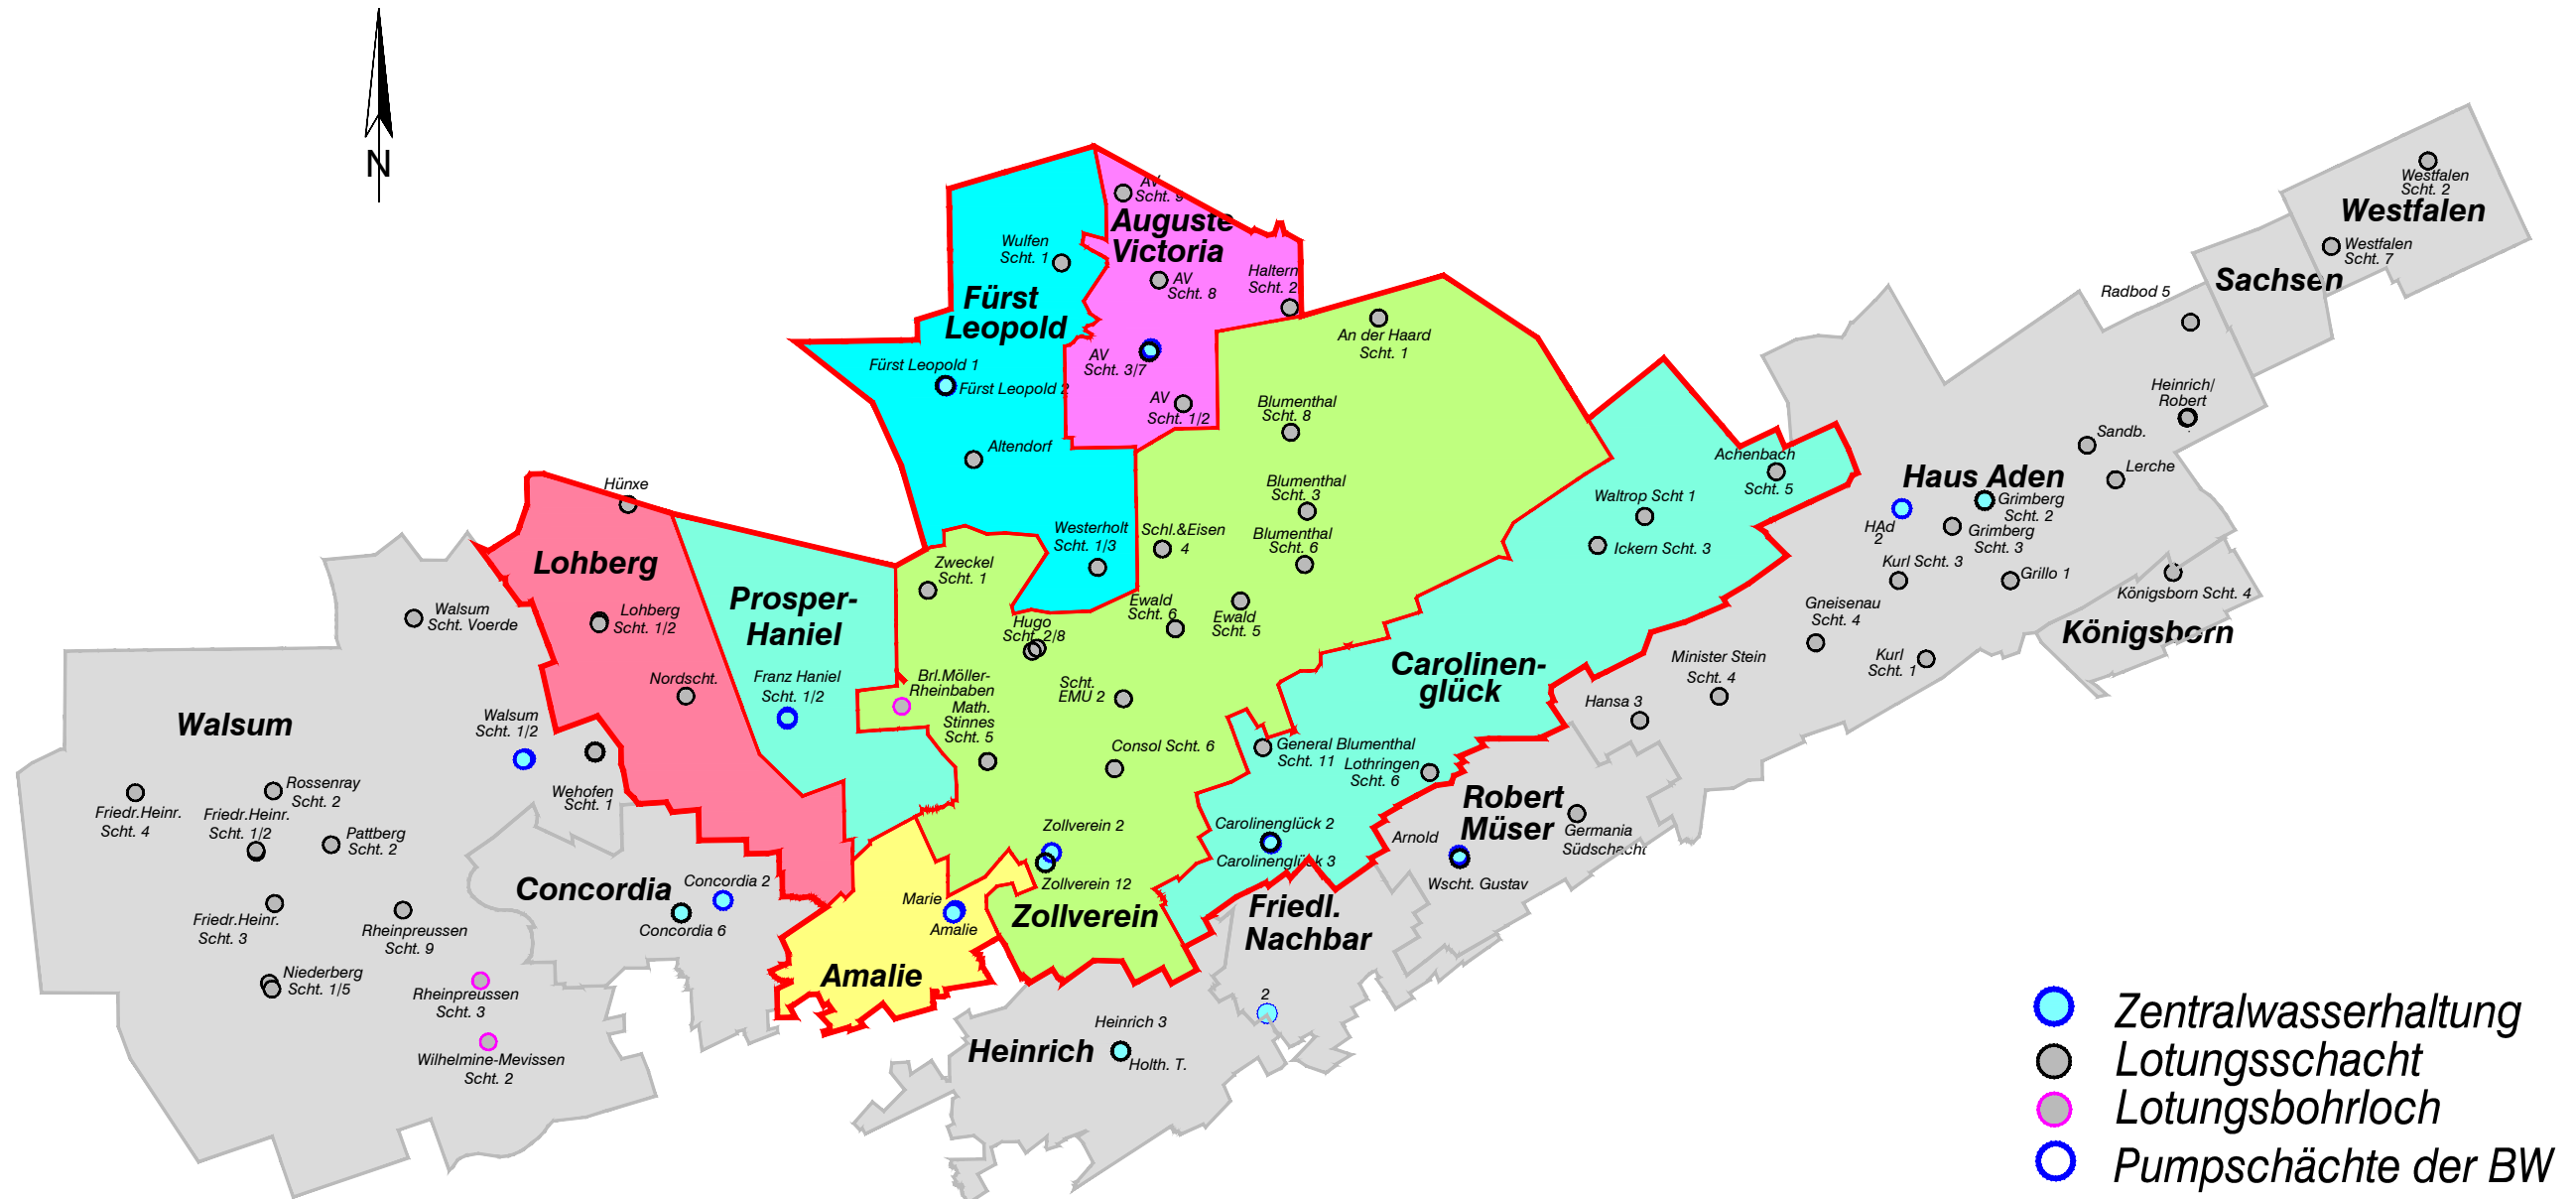 N
AV
Scht. 9
Auguste
Victoria
Wulfen
Scht. 1
AV
Scht. 8
Haltern
Scht. 2
Fürst
Leopold
An der Haard
Scht. 1
AV
Scht. 3/7
Fürst Leopold 1
Fürst Leopold 2
AV
Scht. 1/2
Blumenthal
Scht. 8
Altendorf
Westfalen
Scht. 2
Westfalen
Westfalen
Scht. 7
Sachsen
Radbod 5
Heinrich/
Robert
Sandb.
Lerche
Haus Aden
Grimberg
Scht. 2
HAd
2
Grimberg
Scht. 3
Kurl Scht. 3
Grillo 1
Königsborn Scht. 4
Königsborn
Gneisenau
Scht. 4
Kurl
Scht. 1
Minister Stein
Scht. 4
Hansa 3
Achenbach
Scht. 5
Waltrop Scht 1
Ickern Scht. 3
Blumenthal
Scht. 3
Blumenthal
Scht. 6
Schl.&Eisen
4
Westerholt
Scht. 1/3
Zweckel
Scht. 1
Ewald
Scht. 6
Ewald
Scht. 5
Hugo
Scht. 2/8
Hünxe
Lohberg
Lohberg
Scht. 1/2
Nordscht.
Prosper-
Haniel
Franz Haniel
Scht. 1/2
Brl.Möller-
Rheinbaben
Math.
Stinnes
Scht. 5
Scht.
EMU 2
Consol Scht. 6
Carolinen-
glück
General Blumenthal
Scht. 11
Lothringen
Scht. 6
Carolinenglück 2
Carolinenglück 3
Robert
Müser
Arnold
Germania
Südschacht
Wscht. Gustav
Walsum
Scht. Voerde
Walsum
Walsum
Scht. 1/2
Wehofen
Scht. 1
Friedr.Heinr.
Scht. 4
Rossenray
Scht. 2
Friedr.Heinr.
Scht. 1/2
Pattberg
Scht. 2
Friedr.Heinr.
Scht. 3
Rheinpreussen
Scht. 9
Niederberg
Scht. 1/5
Rheinpreussen
Scht. 3
Wilhelmine-Mevissen
Scht. 2
Concordia
Concordia 2
Concordia 6
Zollverein 2
Zollverein 12
Zollverein
Marie
Amalie
Amalie
Friedl.
Nachbar
2
Heinrich 3
Heinrich
Holth. T.
Zentralwasserhaltung
Lotungsschacht
Lotungsbohrloch
Pumpschächte der BW